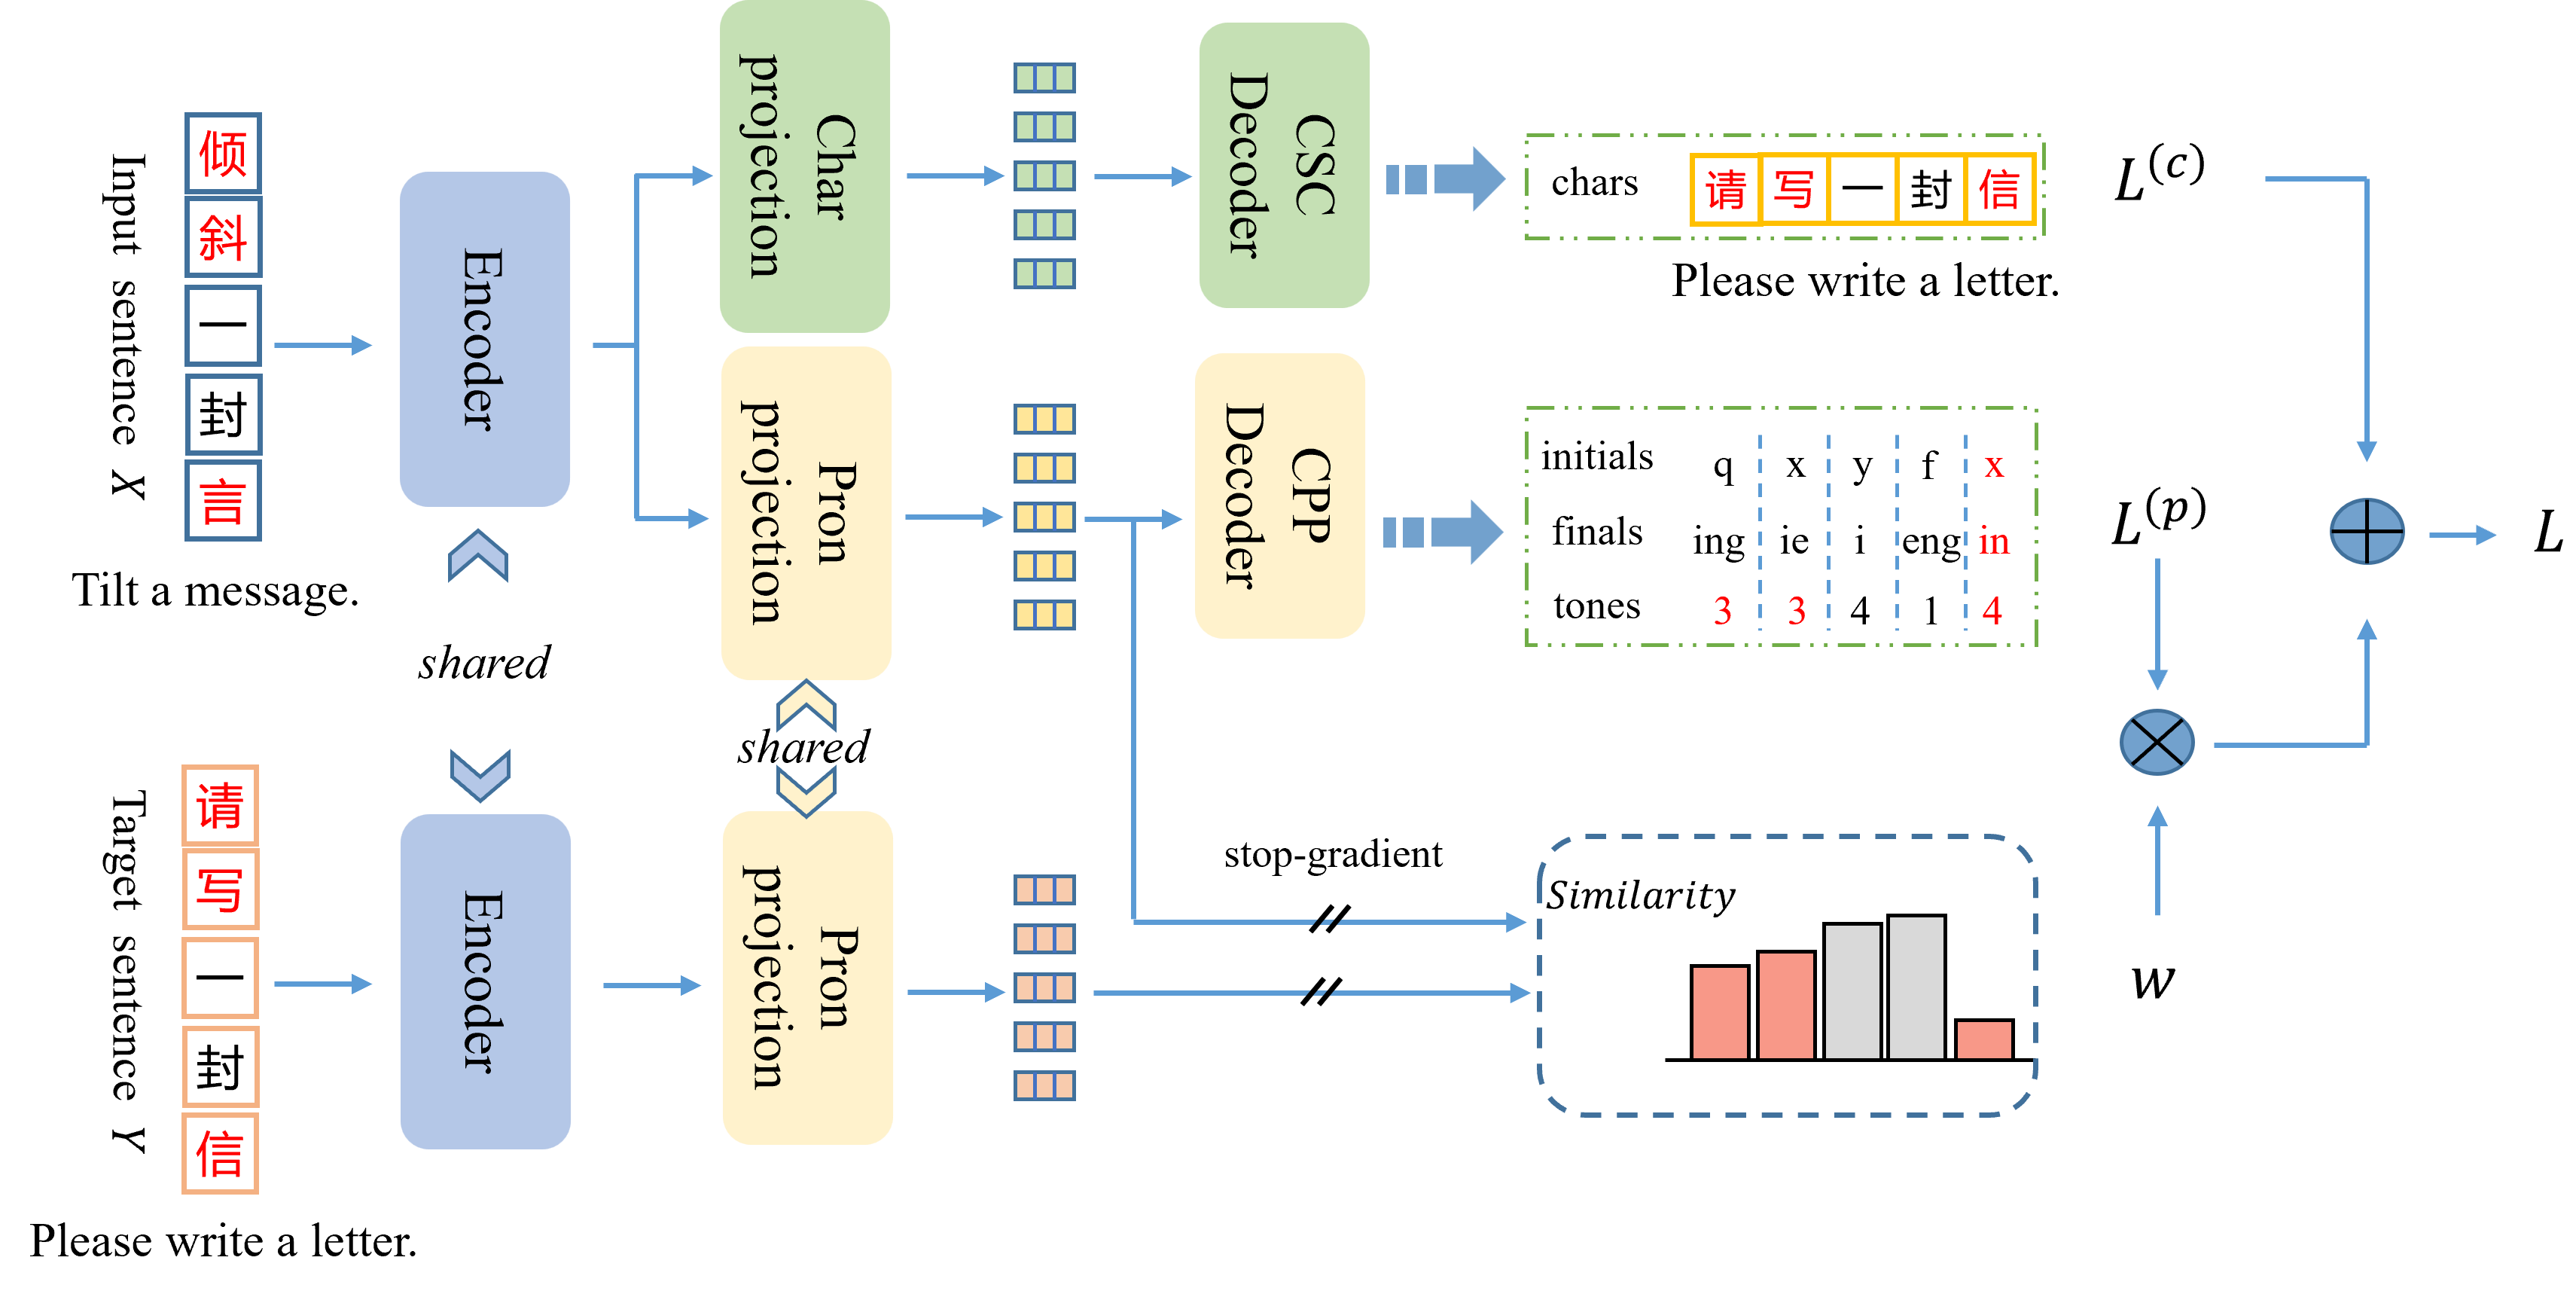 Input sentence X
倾
斜
一
封
言
Tilt a message.
Encoder
shared
Char
projection
Pron
projection
shared
CSC
Decoder
CPP
Decoder
chars 请 写 一 封 信
Please write a letter.
initials q x y f x
finals ing ie i eng in
tones 3 3 4 1 4
L^(c)
L^(p)
L
Target sentence Y
请
写
一
封
信
Please write a letter.
Encoder
Pron
projection
stop-gradient
Similarity
w